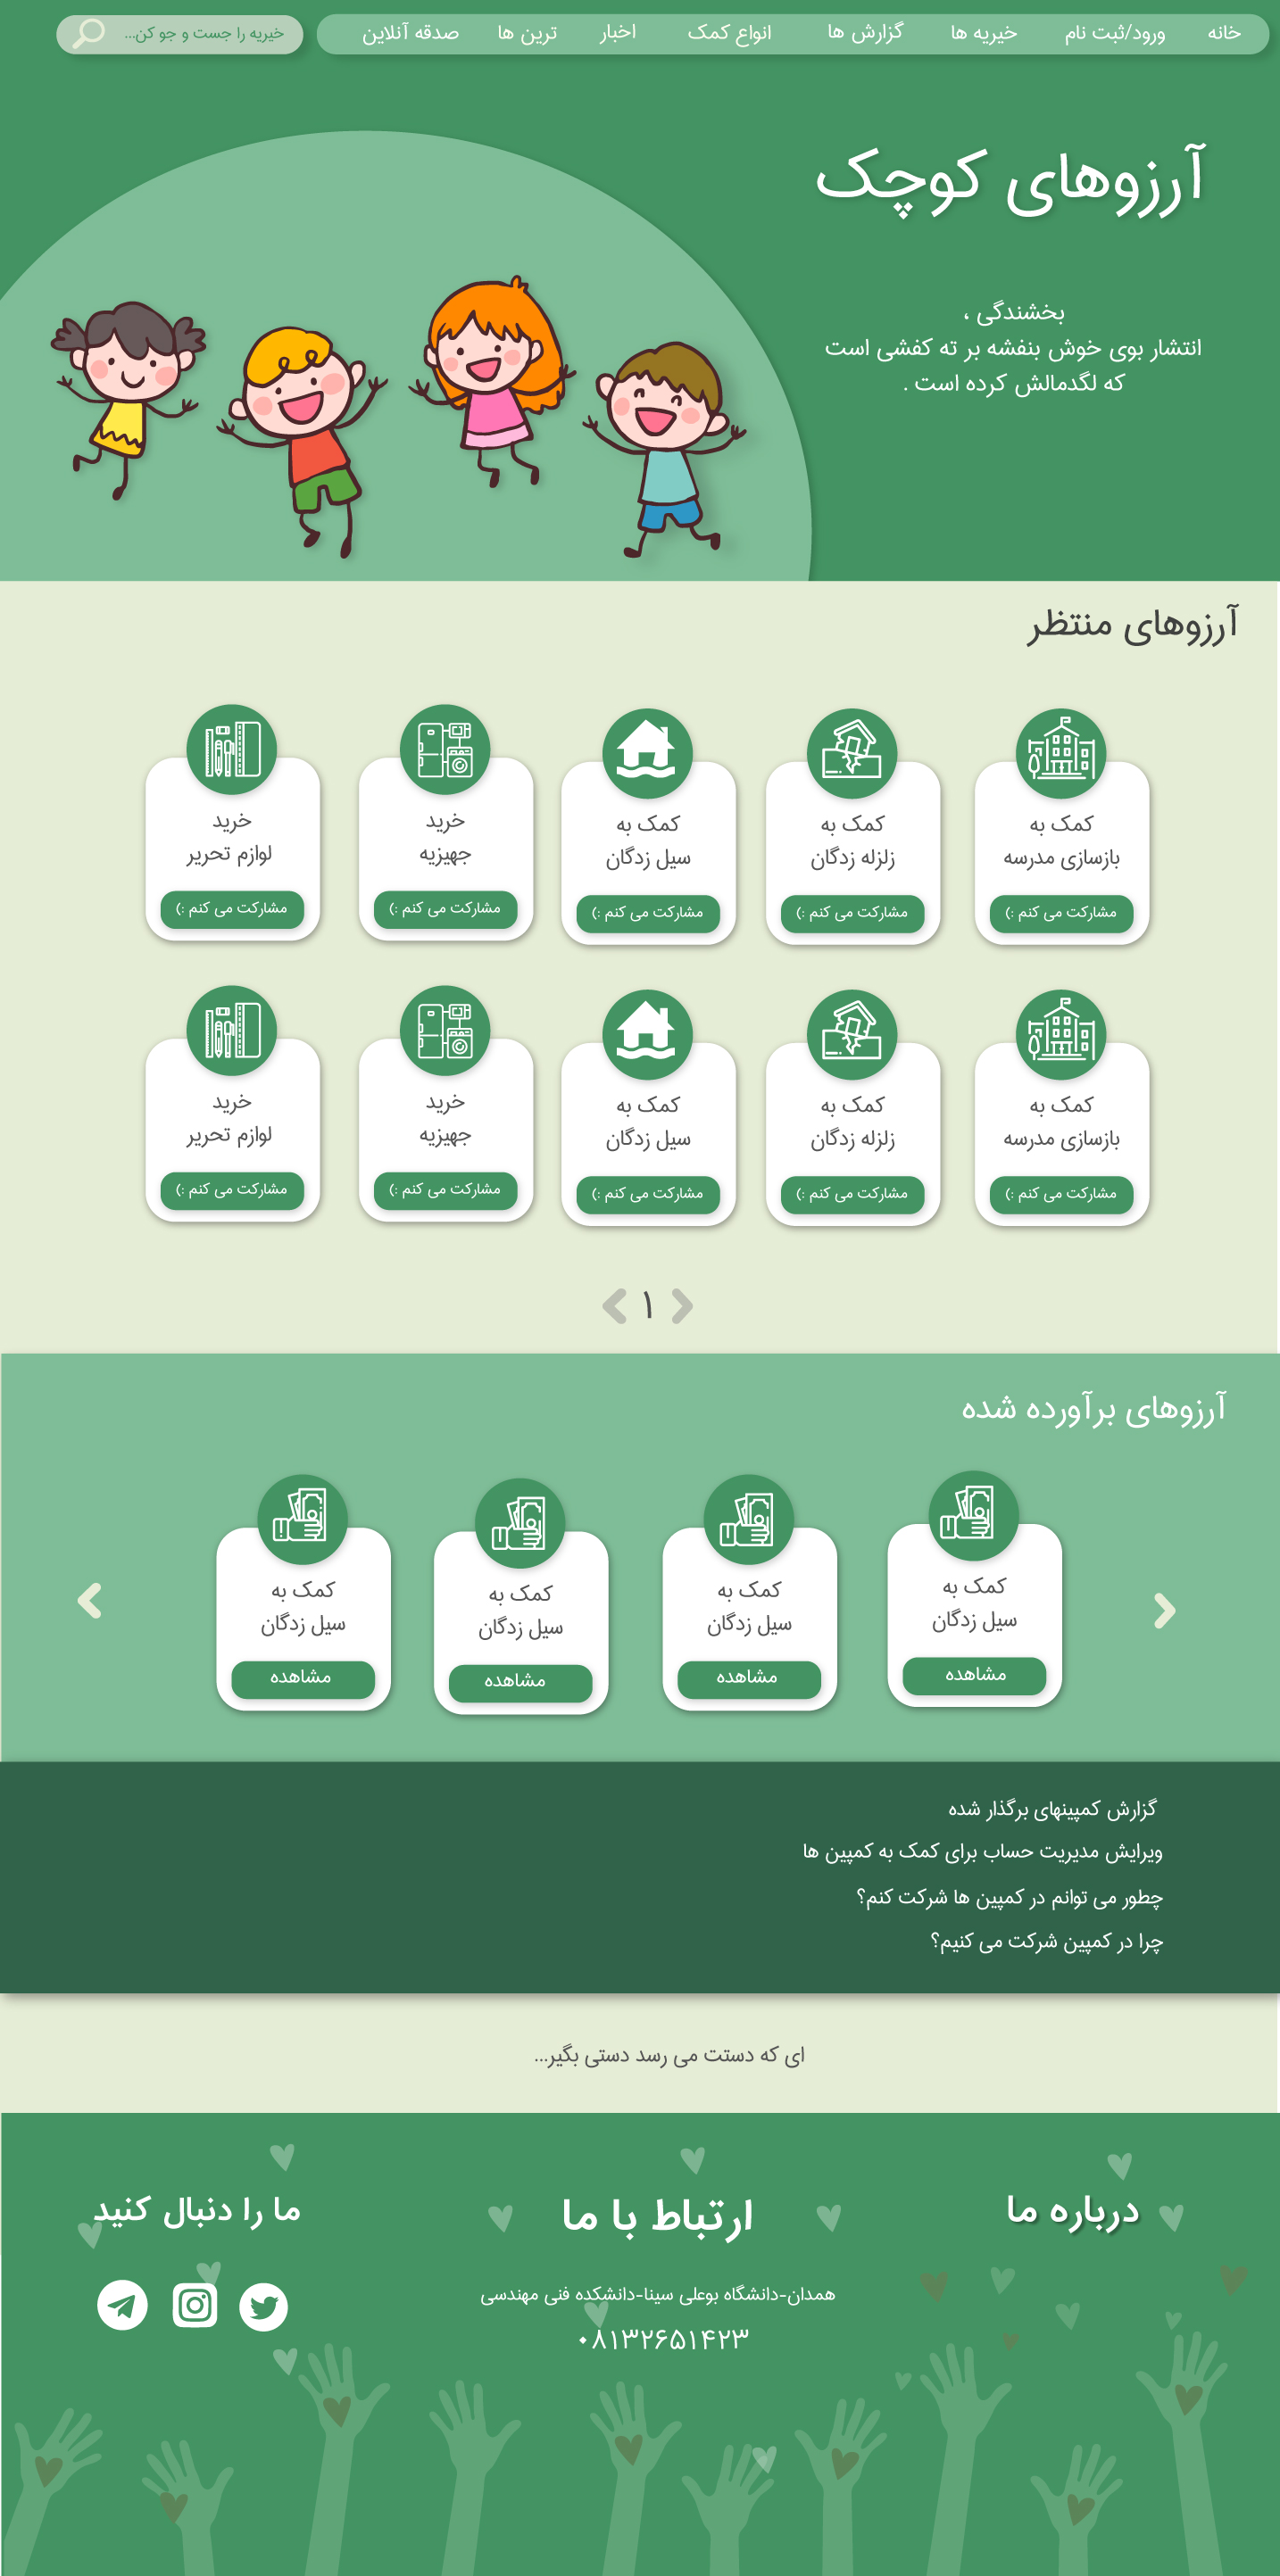 خانه
ورود/ثبت نام
خیریه ها
گزارش ها
انواع کمک
اخبار
ترین ها
صدقه آنلاین
خیریه را جست و جو کن...
آرزوهای کوچک
بخشندگی ،
انتشار بوی خوش بنفشه بر ته کفشی است
که لگدمالش کرده است .
آرزوهای منتظر
کمک به
بازسازی مدرسه
مشارکت می کنم :)
کمک به
زلزله زدگان
مشارکت می کنم :)
کمک به
سیل زدگان
مشارکت می کنم :)
خرید
جهیزیه
مشارکت می کنم :)
خرید
لوازم تحریر
مشارکت می کنم :)
کمک به
بازسازی مدرسه
مشارکت می کنم :)
کمک به
زلزله زدگان
مشارکت می کنم :)
کمک به
سیل زدگان
مشارکت می کنم :)
خرید
جهیزیه
مشارکت می کنم :)
خرید
لوازم تحریر
مشارکت می کنم :)
۱
آرزوهای برآورده شده
کمک به
سیل زدگان
مشاهده
کمک به
سیل زدگان
مشاهده
کمک به
سیل زدگان
مشاهده
کمک به
سیل زدگان
مشاهده
گزارش کمپینهای برگذار شده
ویرایش مدیریت حساب برای کمک به کمپین ها
چطور می توانم در کمپین ها شرکت کنم؟
چرا در کمپین شرکت می کنیم؟
ای که دستت می رسد دستی بگیر...
درباره ما
ارتباط با ما
همدان-دانشگاه بوعلی سینا-دانشکده فنی مهندسی
۰۸۱۳۲۶۵۱۴۲۳
ما را دنبال کنید